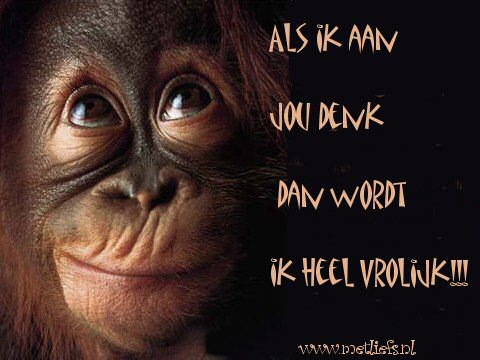 ALS IK AAN
JOU DENK
DAN WORDT
IK HEEL VROLIJK!!!
www.metliefs.nl